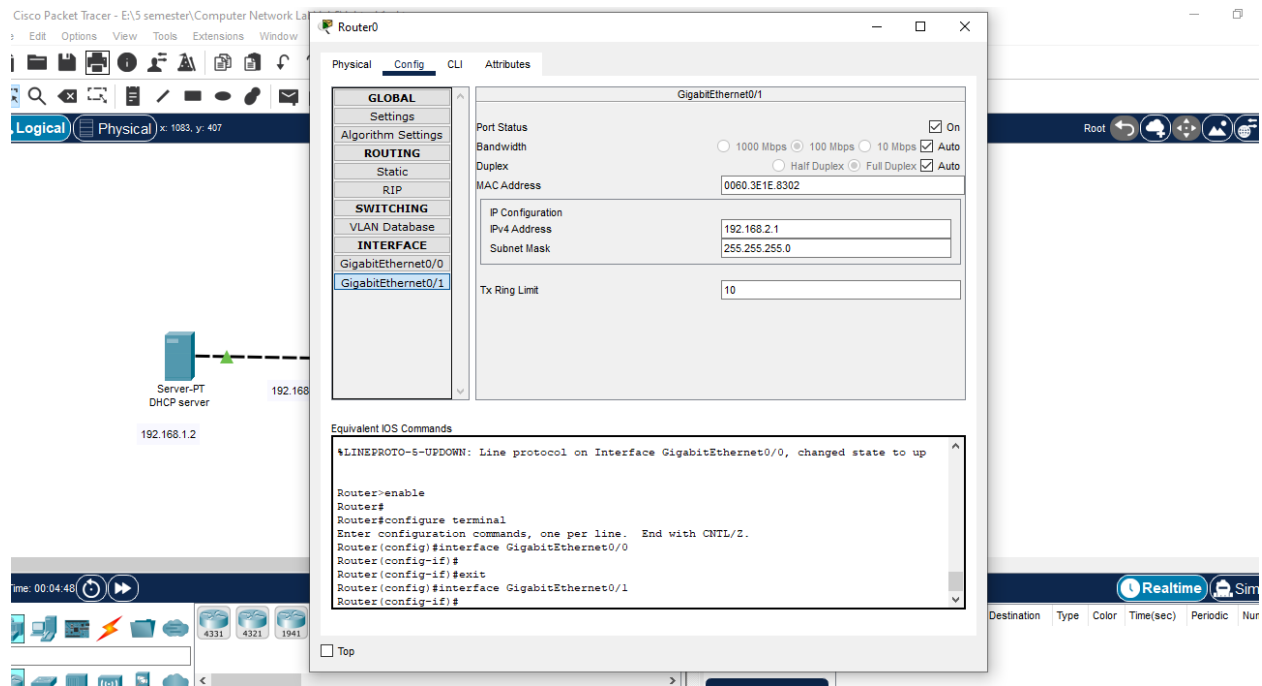 Cisco Packet Tracer - E:\5 semester\Computer Network La
Edit Options View Tools Extensions Window
Logical Physical x: 1083, y: 407
Root
Server-PT
DHCP server
192.168.1.2
192.168
Router0
Physical Config CLI Attributes
GLOBAL
Settings
Algorithm Settings
ROUTING
Static
RIP
SWITCHING
VLAN Database
INTERFACE
GigabitEthernet0/0
GigabitEthernet0/1
GigabitEthernet0/1
Port Status On
Bandwidth 1000 Mbps 100 Mbps 10 Mbps Auto
Duplex Half Duplex Full Duplex Auto
MAC Address 0060.3E1E.8302
IP Configuration
IPv4 Address 192.168.2.1
Subnet Mask 255.255.255.0
Tx Ring Limit 10
Equivalent IOS Commands
%LINEPROTO-5-UPDOWN: Line protocol on Interface GigabitEthernet0/0, changed state to up
Router>enable
Router#
Router#configure terminal
Enter configuration commands, one per line. End with CNTL/Z.
Router(config)#interface GigabitEthernet0/0
Router(config-if)#
Router(config-if)#exit
Router(config)#interface GigabitEthernet0/1
Router(config-if)#
Top
Time: 00:04:48
Realtime Sim
4331 4321 1941
Destination Type Color Time(sec) Periodic Nu